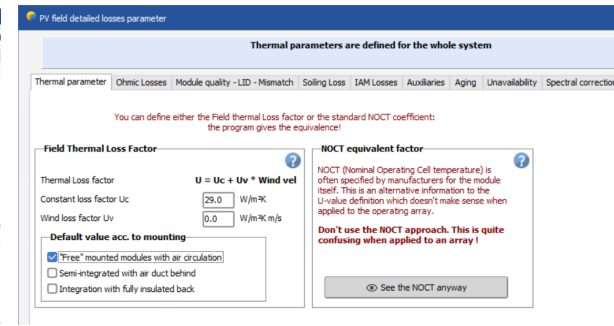 PV field detailed losses parameter
Thermal parameters are defined for the whole system
Thermal parameter Ohmic Losses Module quality - LID - Mismatch Soiling Loss IAM Losses Auxiliaries Aging Unavailability Spectral correction
You can define either the Field thermal Loss factor or the standard NOCT coefficient:
the program gives the equivalence!
Field Thermal Loss Factor
?
Thermal Loss factor U = Uc + Uv * Wind vel
Constant loss factor Uc 29.0 W/m²K
Wind loss factor Uv 0.0 W/m²K m/s
Default value acc. to mounting
"Free" mounted modules with air circulation
Semi-integrated with air duct behind
Integration with fully insulated back
NOCT equivalent factor
?
NOCT (Nominal Operating Cell temperature) is
often specified by manufacturers for the module
itself. This is an alternative information to the
U-value definition which doesn't make sense when
applied to the operating array.
Don't use the NOCT approach. This is quite
confusing when applied to an array !
See the NOCT anyway